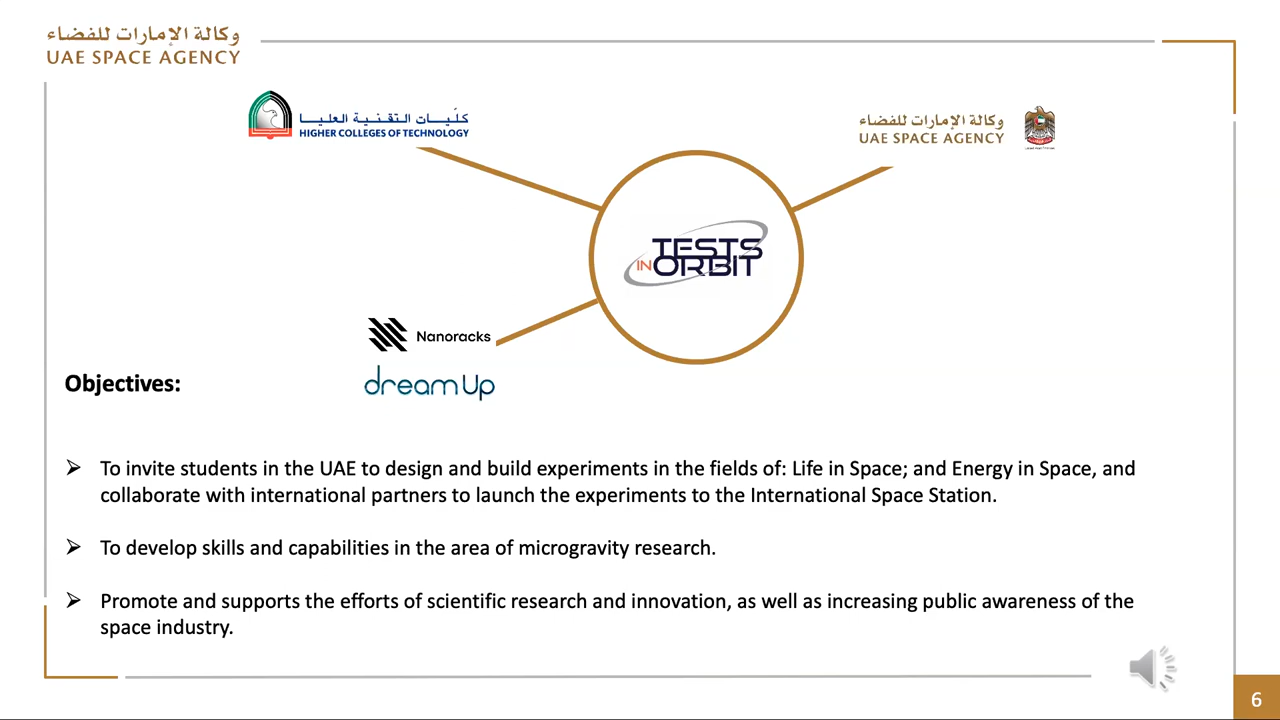 وكالة الإمارات للفضاء
UAE SPACE AGENCY
كلّيات التقنية العليا
HIGHER COLLEGES OF TECHNOLOGY
وكالة الإمارات للفضاء
UAE SPACE AGENCY
TESTS
IN ORBIT
Nanoracks
dreamUp
Objectives:
➢ To invite students in the UAE to design and build experiments in the fields of: Life in Space; and Energy in Space, and
collaborate with international partners to launch the experiments to the International Space Station.
➢ To develop skills and capabilities in the area of microgravity research.
➢ Promote and supports the efforts of scientific research and innovation, as well as increasing public awareness of the
space industry.
6